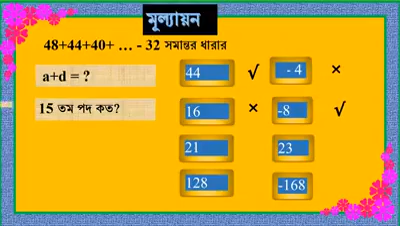 মূল্যায়ন
48+44+40+ … - 32 সমান্তর ধারার
a+d = ?
44 √ - 4 ×
15 তম পদ কত?
16 × -8 √
21 23
128 -168